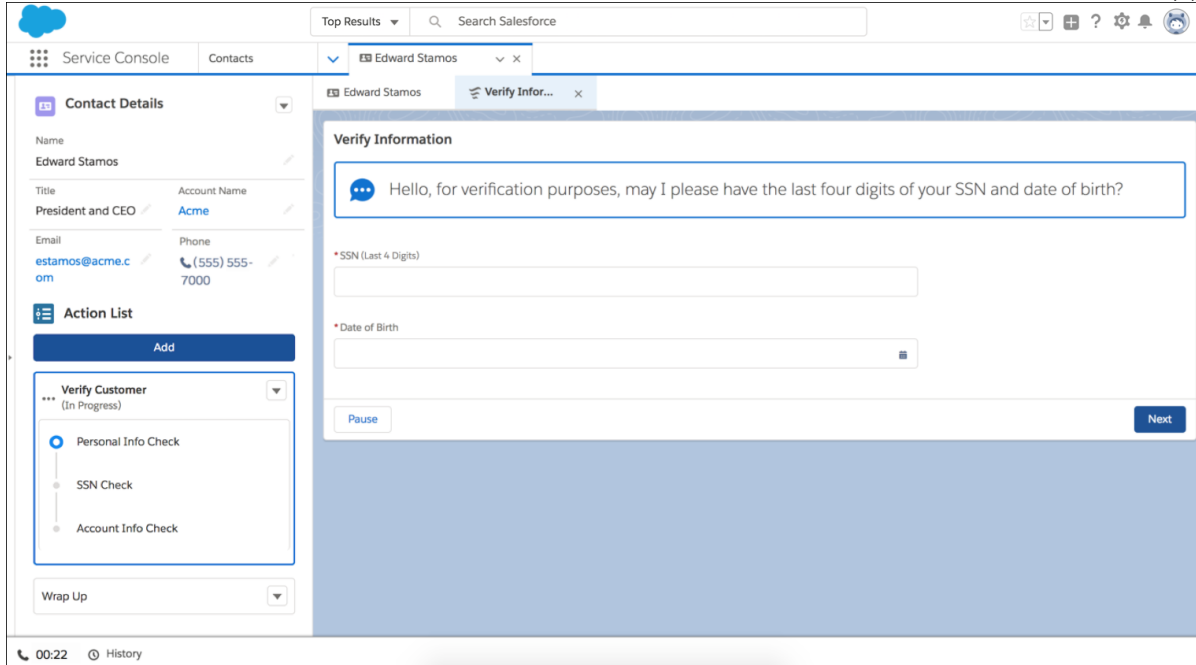 Top Results
Search Salesforce
Service Console
Contacts
Edward Stamos
Contact Details
Edward Stamos
Verify Infor...
Name
Edward Stamos
Title
Account Name
President and CEO
Acme
Email
Phone
estamos@acme.c
om
(555) 555-
7000
Action List
Add
Verify Customer
(In Progress)
Personal Info Check
SSN Check
Account Info Check
Wrap Up
Verify Information
Hello, for verification purposes, may I please have the last four digits of your SSN and date of birth?
*SSN (Last 4 Digits)
*Date of Birth
Pause
Next
00:22
History